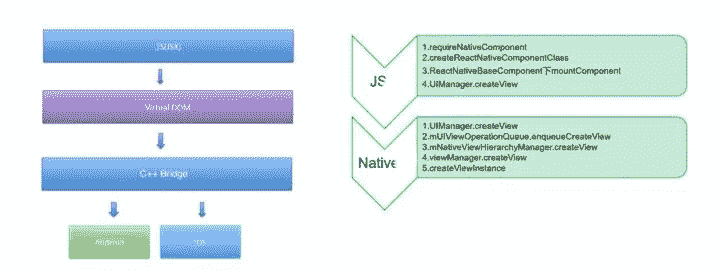 JS/JSX
Virtual DOM
C++ Bridge
Android
iOS
JS
1.requireNativeComponent
2.createReactNativeComponentClass
3.ReactNativeBaseComponent下mountComponent
4.UIManager.createView
Native
1.UIManager.createView
2.mUIViewOperationQueue.enqueueCreateView
3.mNativeViewHierarchyManager.createView
4.viewManager.createView
5.createViewInstance